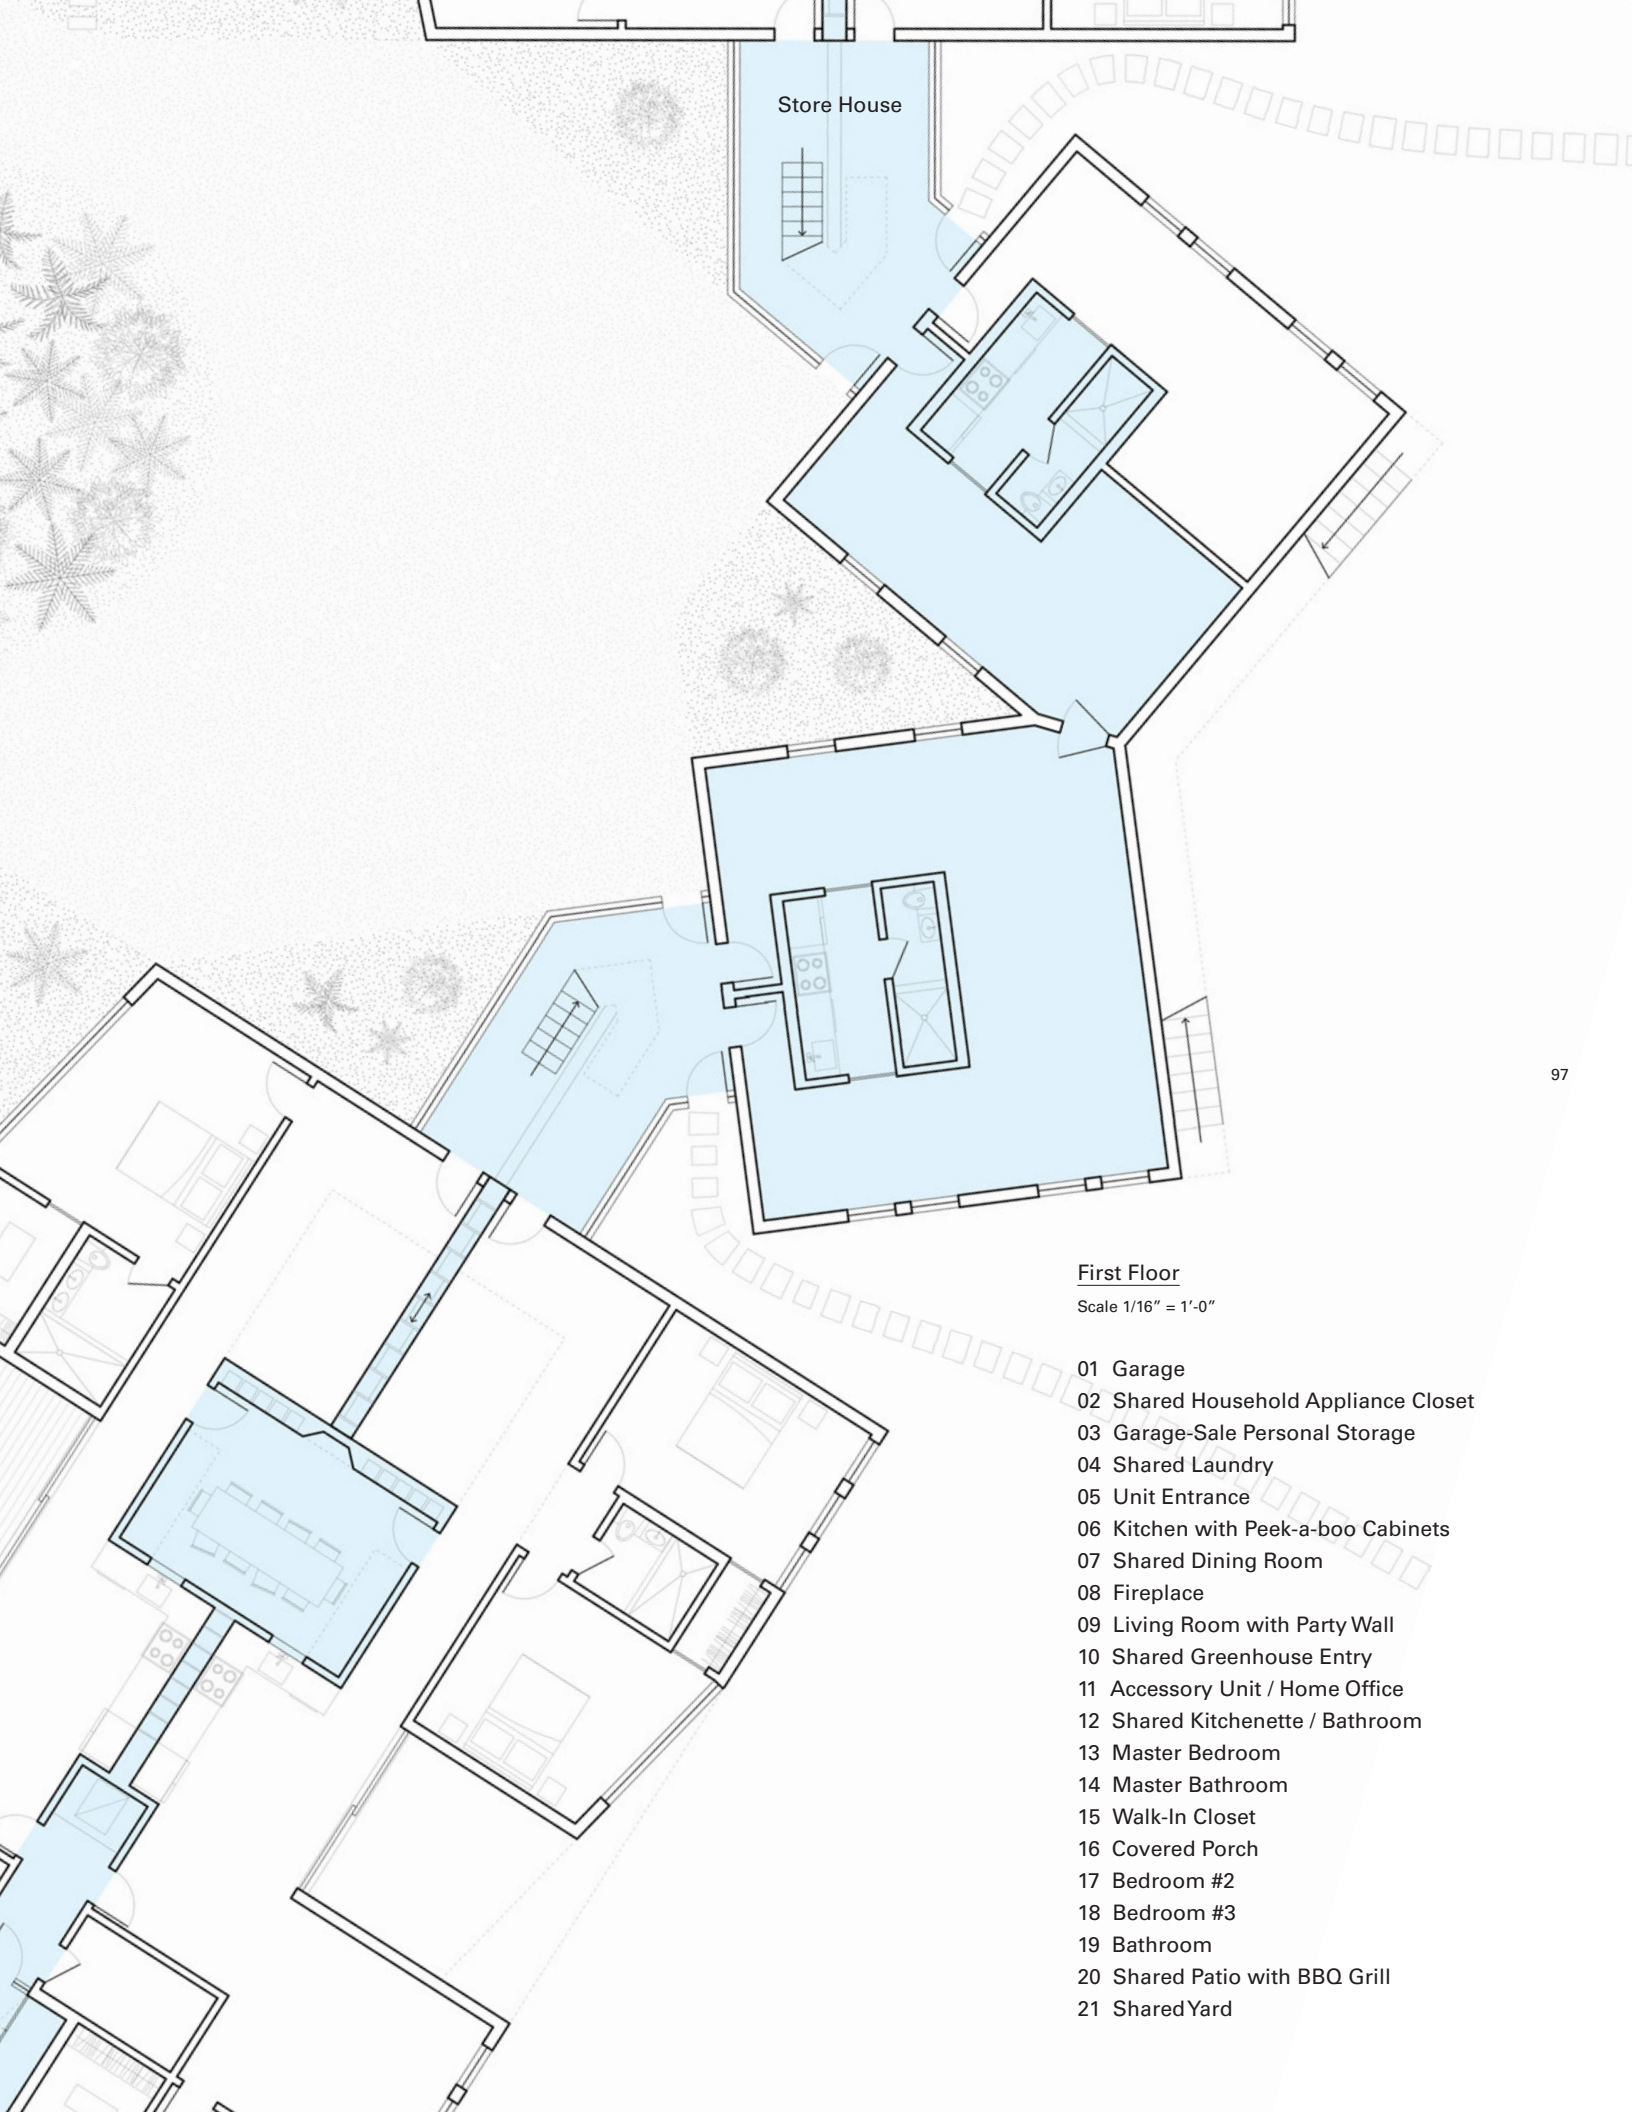 Store House
97
First Floor
Scale 1/16” = 1’-0”
01 Garage
02 Shared Household Appliance Closet
03 Garage-Sale Personal Storage
04 Shared Laundry
05 Unit Entrance
06 Kitchen with Peek-a-boo Cabinets
07 Shared Dining Room
08 Fireplace
09 Living Room with Party Wall
10 Shared Greenhouse Entry
11 Accessory Unit / Home Office
12 Shared Kitchenette / Bathroom
13 Master Bedroom
14 Master Bathroom
15 Walk-In Closet
16 Covered Porch
17 Bedroom #2
18 Bedroom #3
19 Bathroom
20 Shared Patio with BBQ Grill
21 Shared Yard